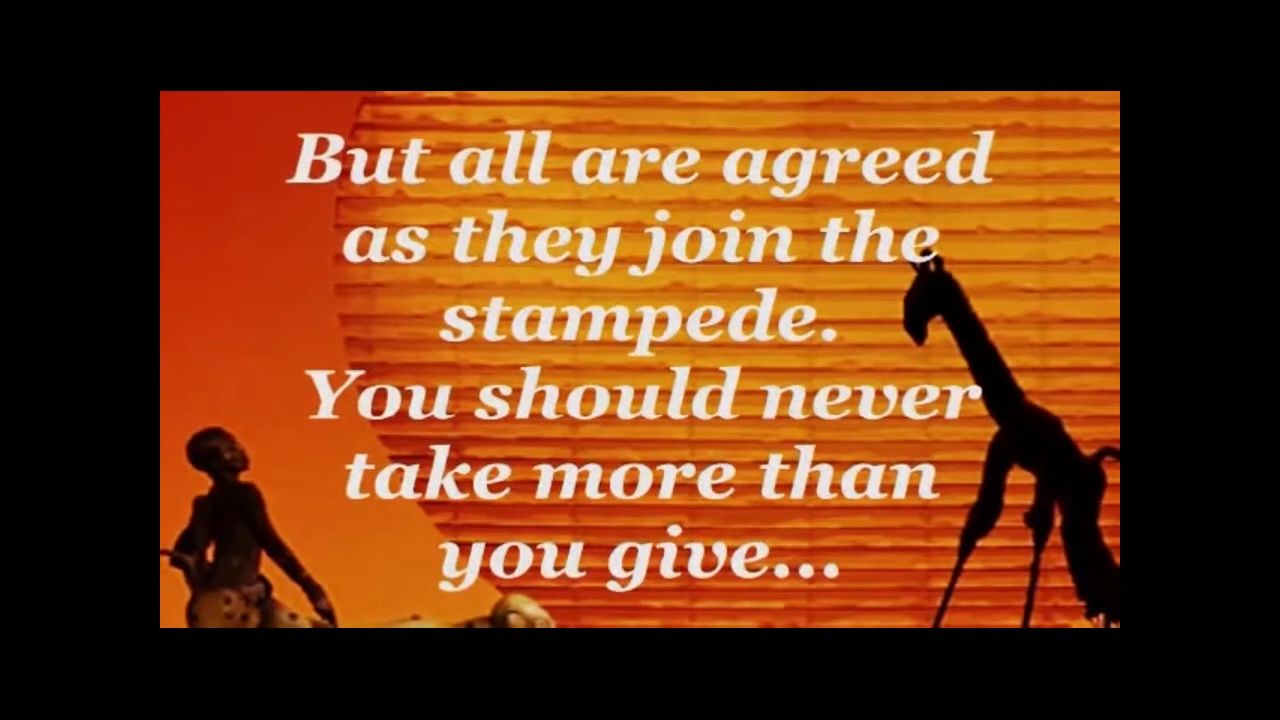 But all are agreed
as they join the
stampede.
You should never
take more than
you give...